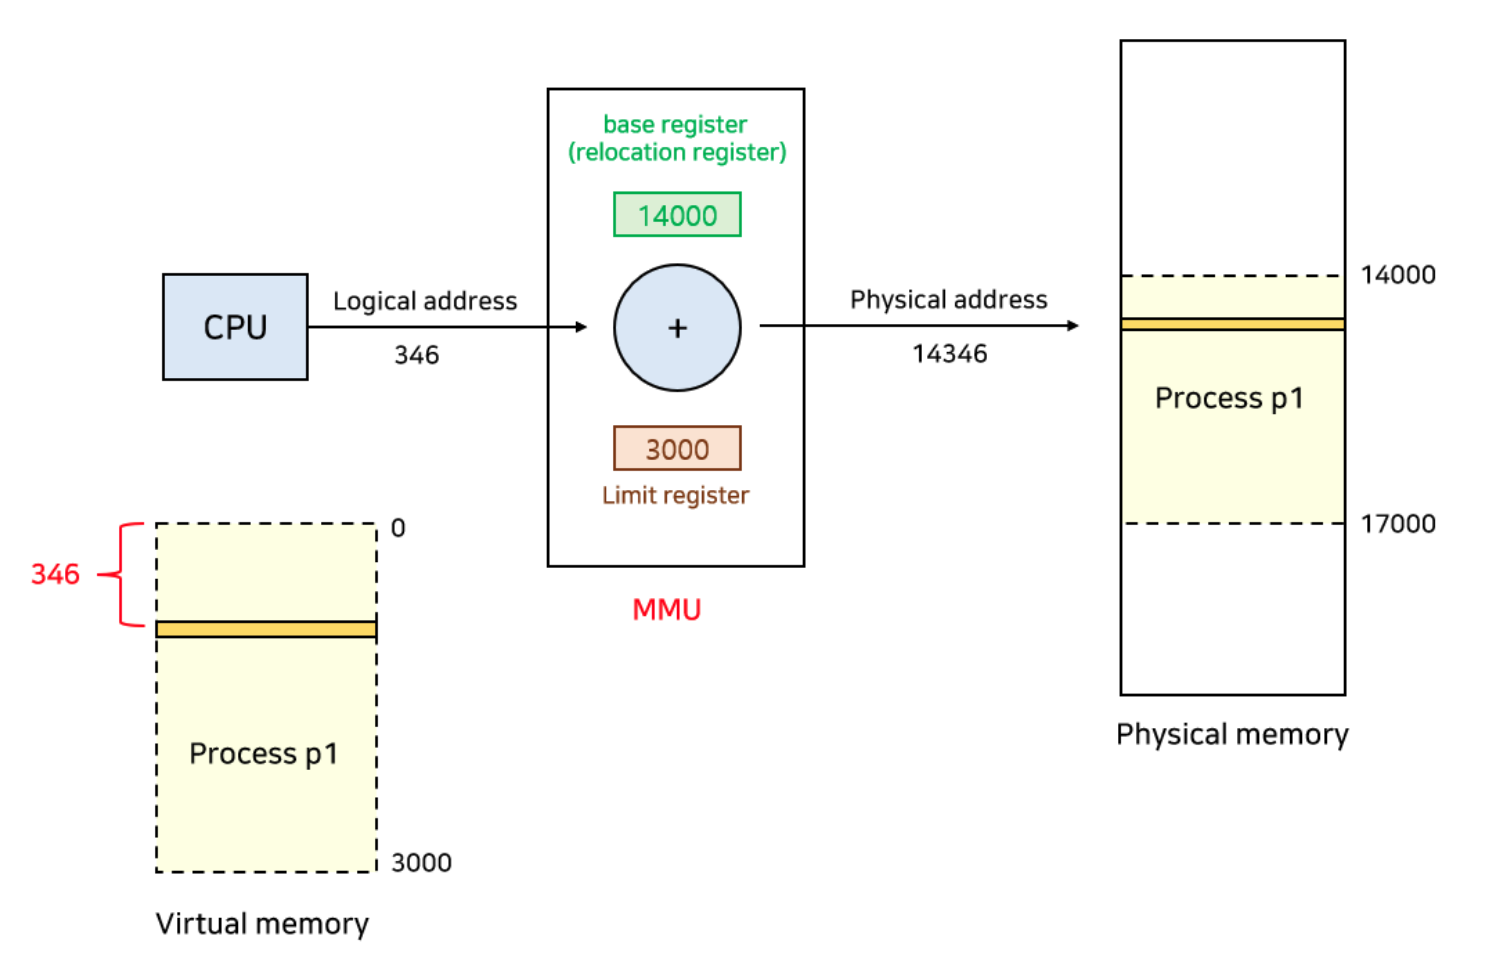 base register
(relocation register)
14000
CPU
Logical address
346
+
Physical address
14346
3000
Limit register
MMU
14000
Process p1
17000
Physical memory
0
346
Process p1
3000
Virtual memory